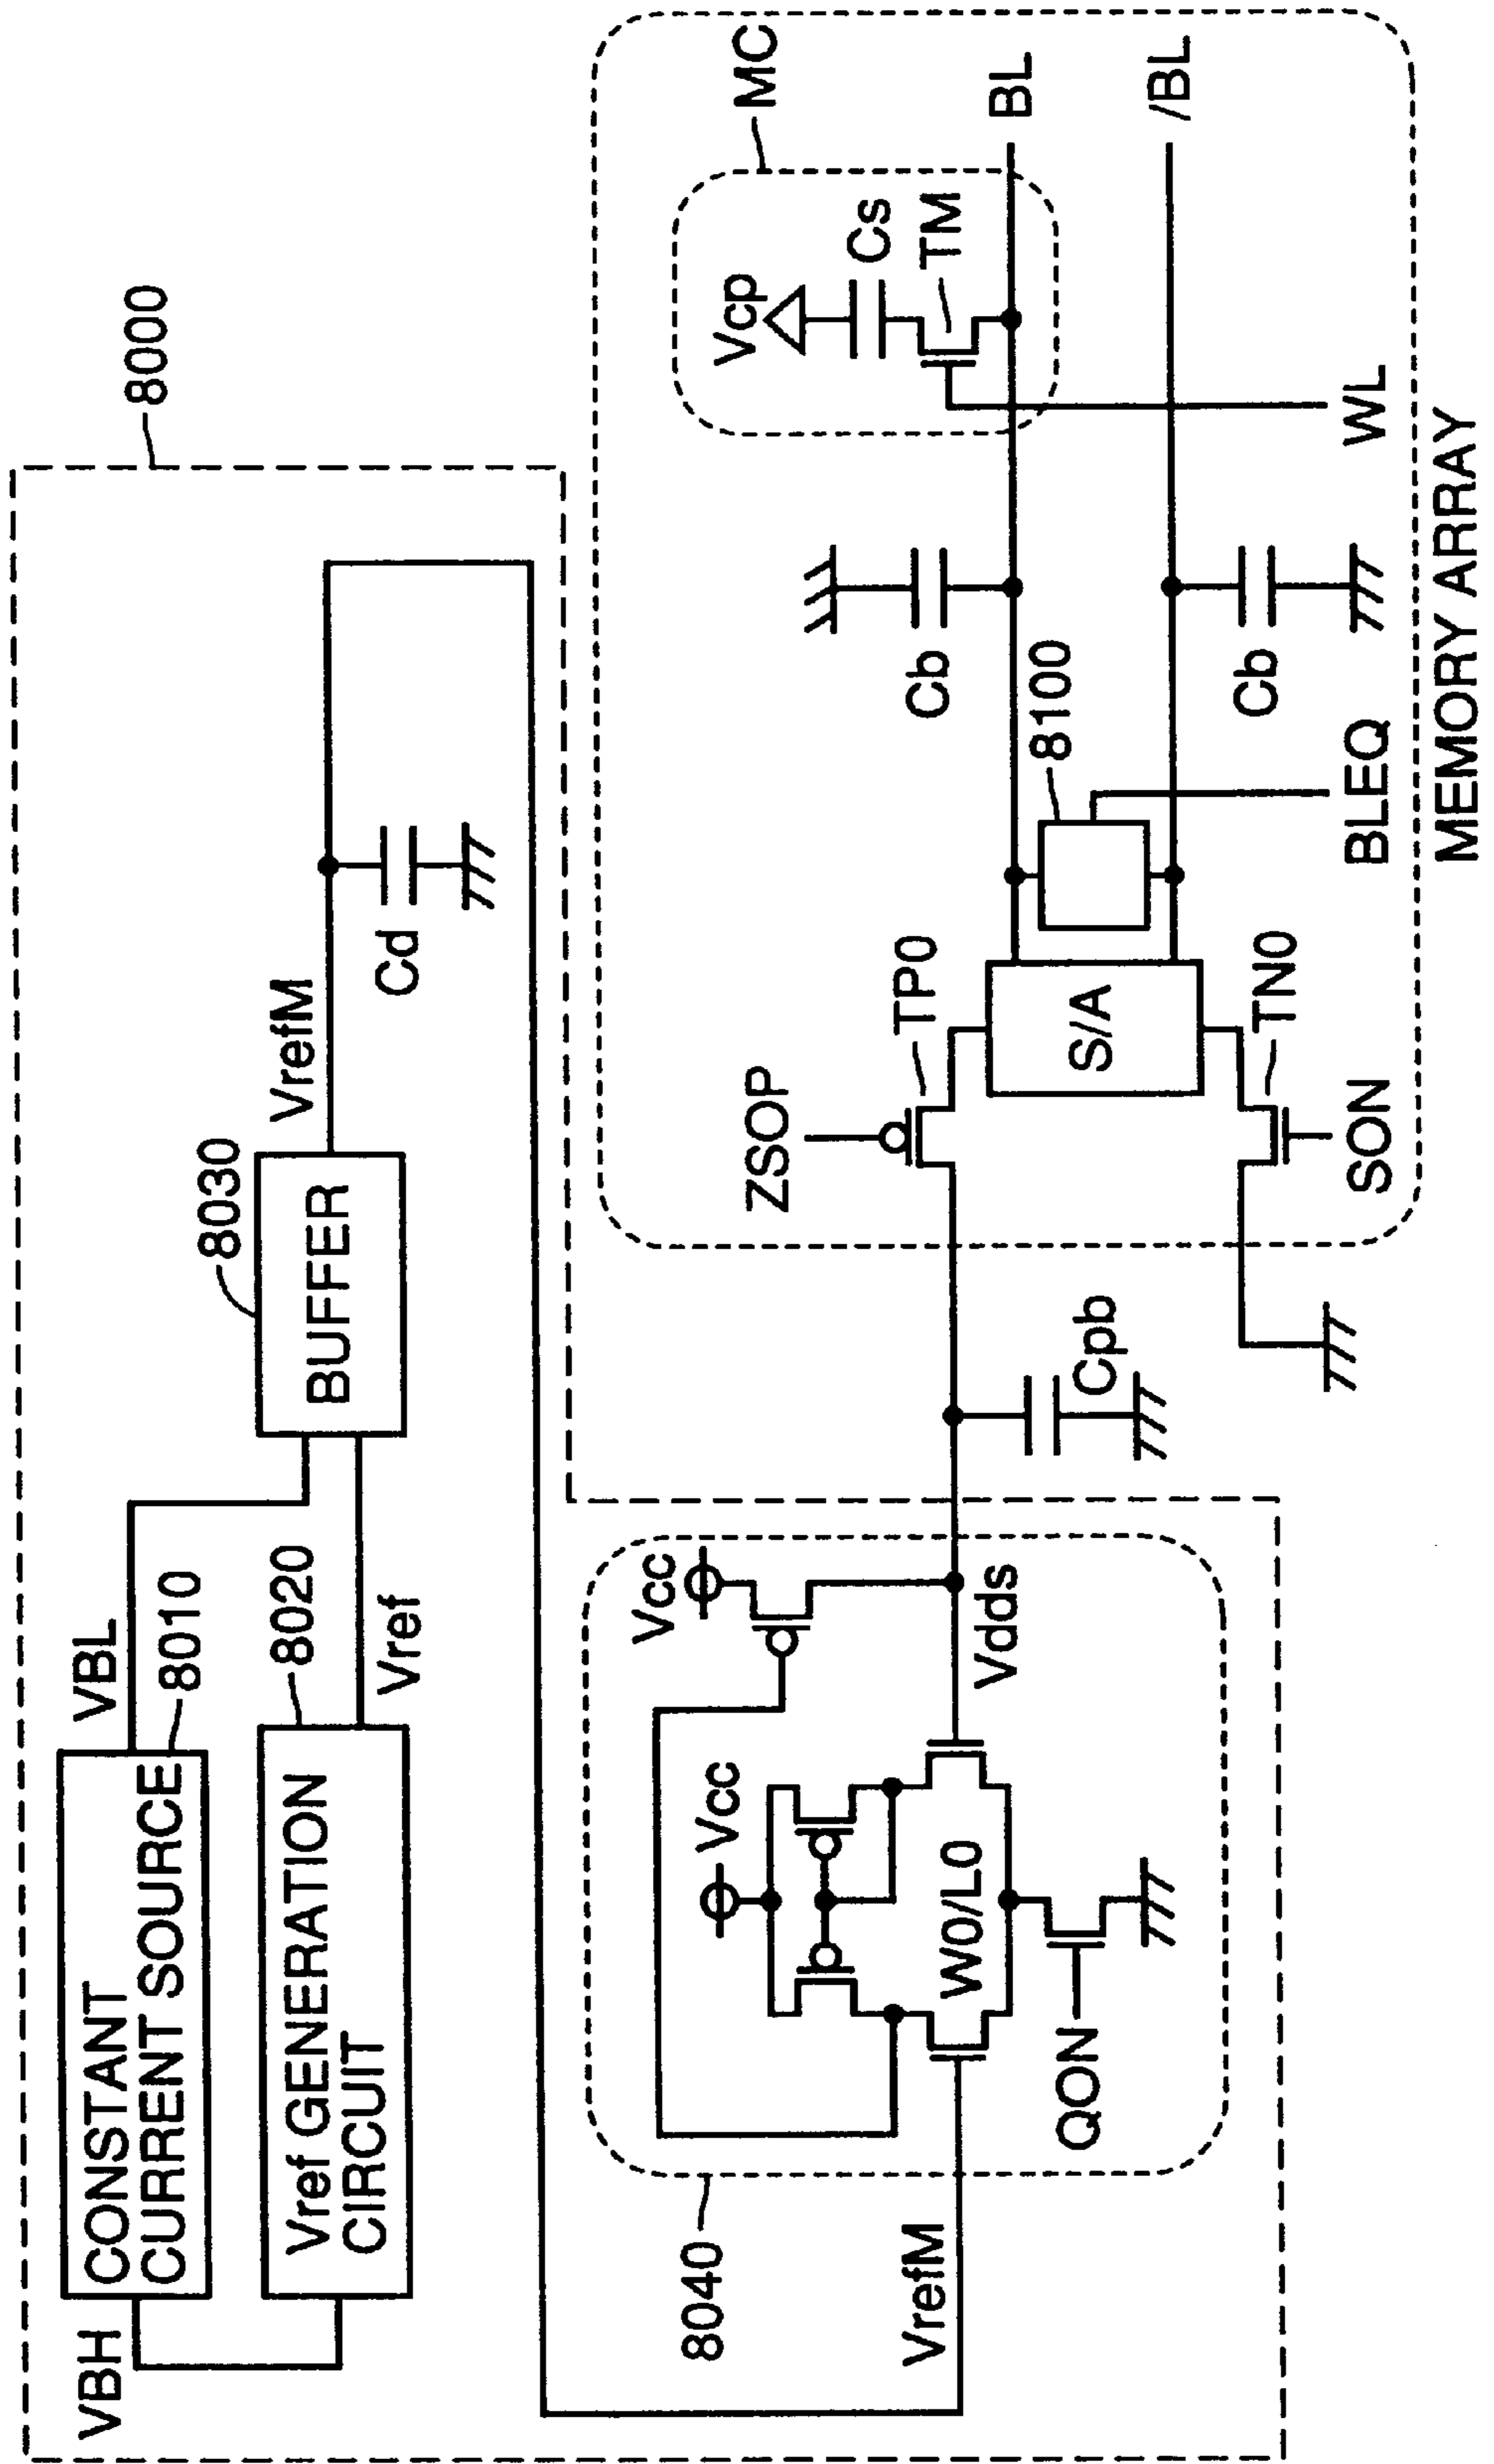 8000
VBH
CONSTANT
CURRENT SOURCE
VBL
8010
Vref GENERATION
CIRCUIT
8020
Vref
8030
BUFFER
VrefM
Cd
8040
VrefM
Vcc
Vcc
W0/L0
QON
Vdds
Cpb
ZSOP
TP0
S/A
TN0
SON
8100
BLEQ
Cb
Cb
MC
Vcp
Cs
TM
WL
BL
/BL
MEMORY ARRAY